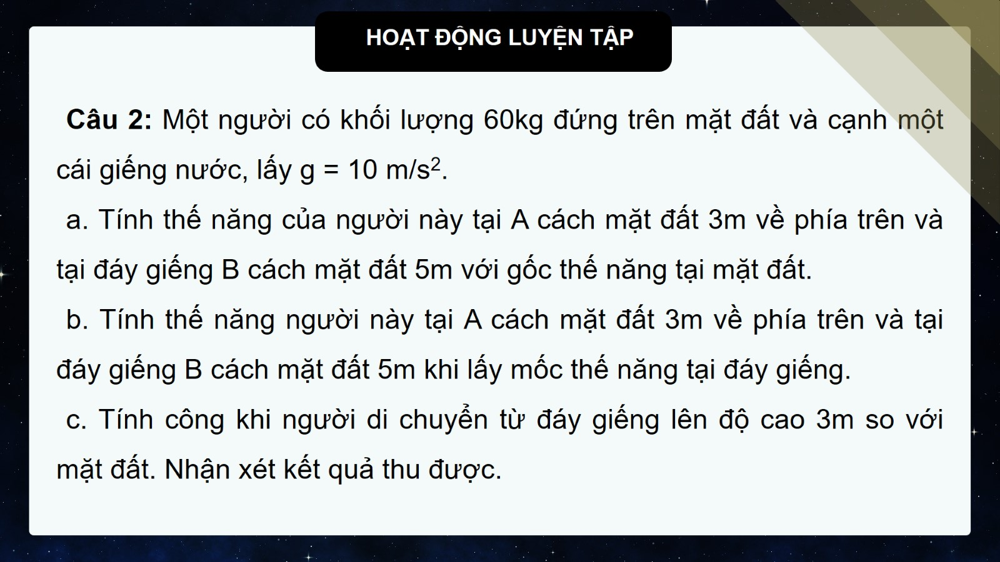 HOẠT ĐỘNG LUYỆN TẬP
Câu 2: Một người có khối lượng 60kg đứng trên mặt đất và cạnh một
cái giếng nước, lấy g = 10 m/s².
a. Tính thế năng của người này tại A cách mặt đất 3m về phía trên và
tại đáy giếng B cách mặt đất 5m với gốc thế năng tại mặt đất.
b. Tính thế năng người này tại A cách mặt đất 3m về phía trên và tại
đáy giếng B cách mặt đất 5m khi lấy mốc thế năng tại đáy giếng.
c. Tính công khi người di chuyển từ đáy giếng lên độ cao 3m so với
mặt đất. Nhận xét kết quả thu được.